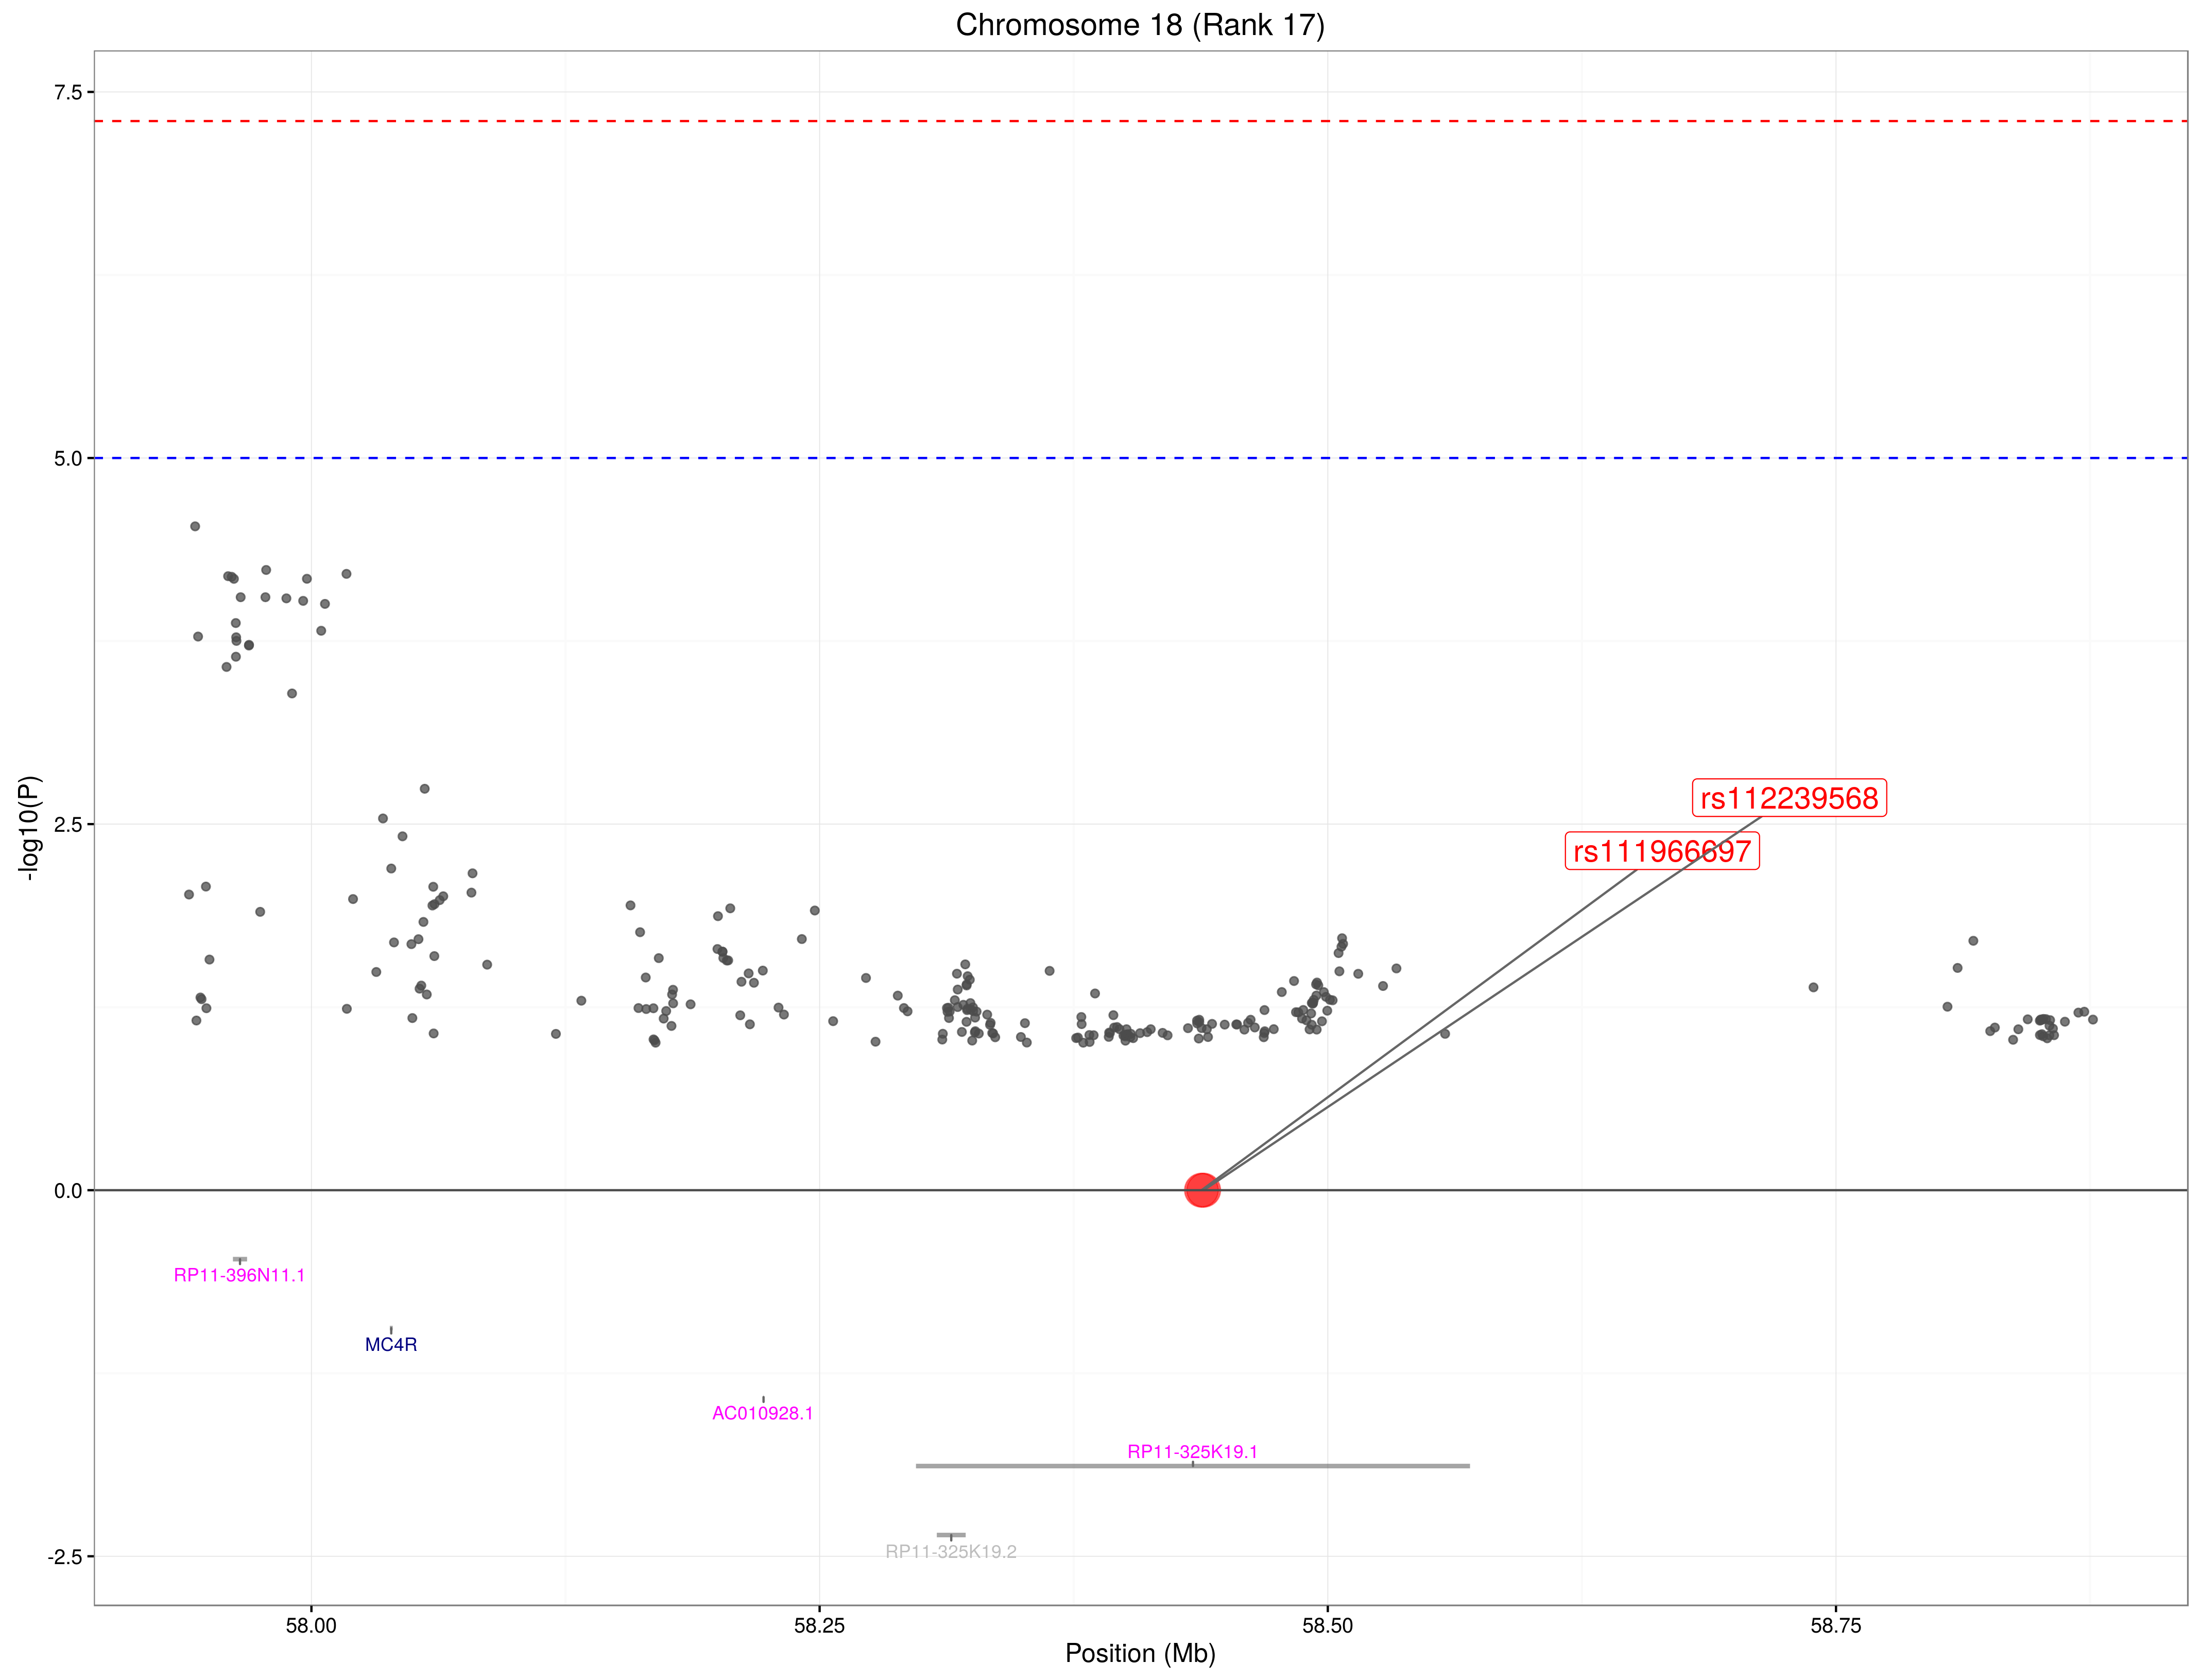 Chromosome 18 (Rank 17)
7.5
5.0
2.5
0.0
-2.5
-log10(P)
rs112239568
rs111966697
RP11-396N11.1
MC4R
AC010928.1
RP11-325K19.1
RP11-325K19.2
58.00
58.25
58.50
58.75
Position (Mb)